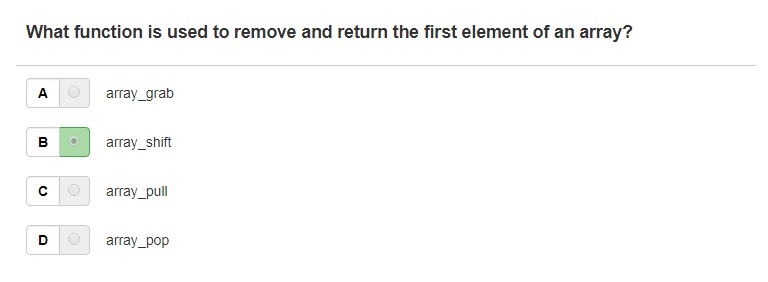 What function is used to remove and return the first element of an array?
A array_grab
B array_shift
C array_pull
D array_pop